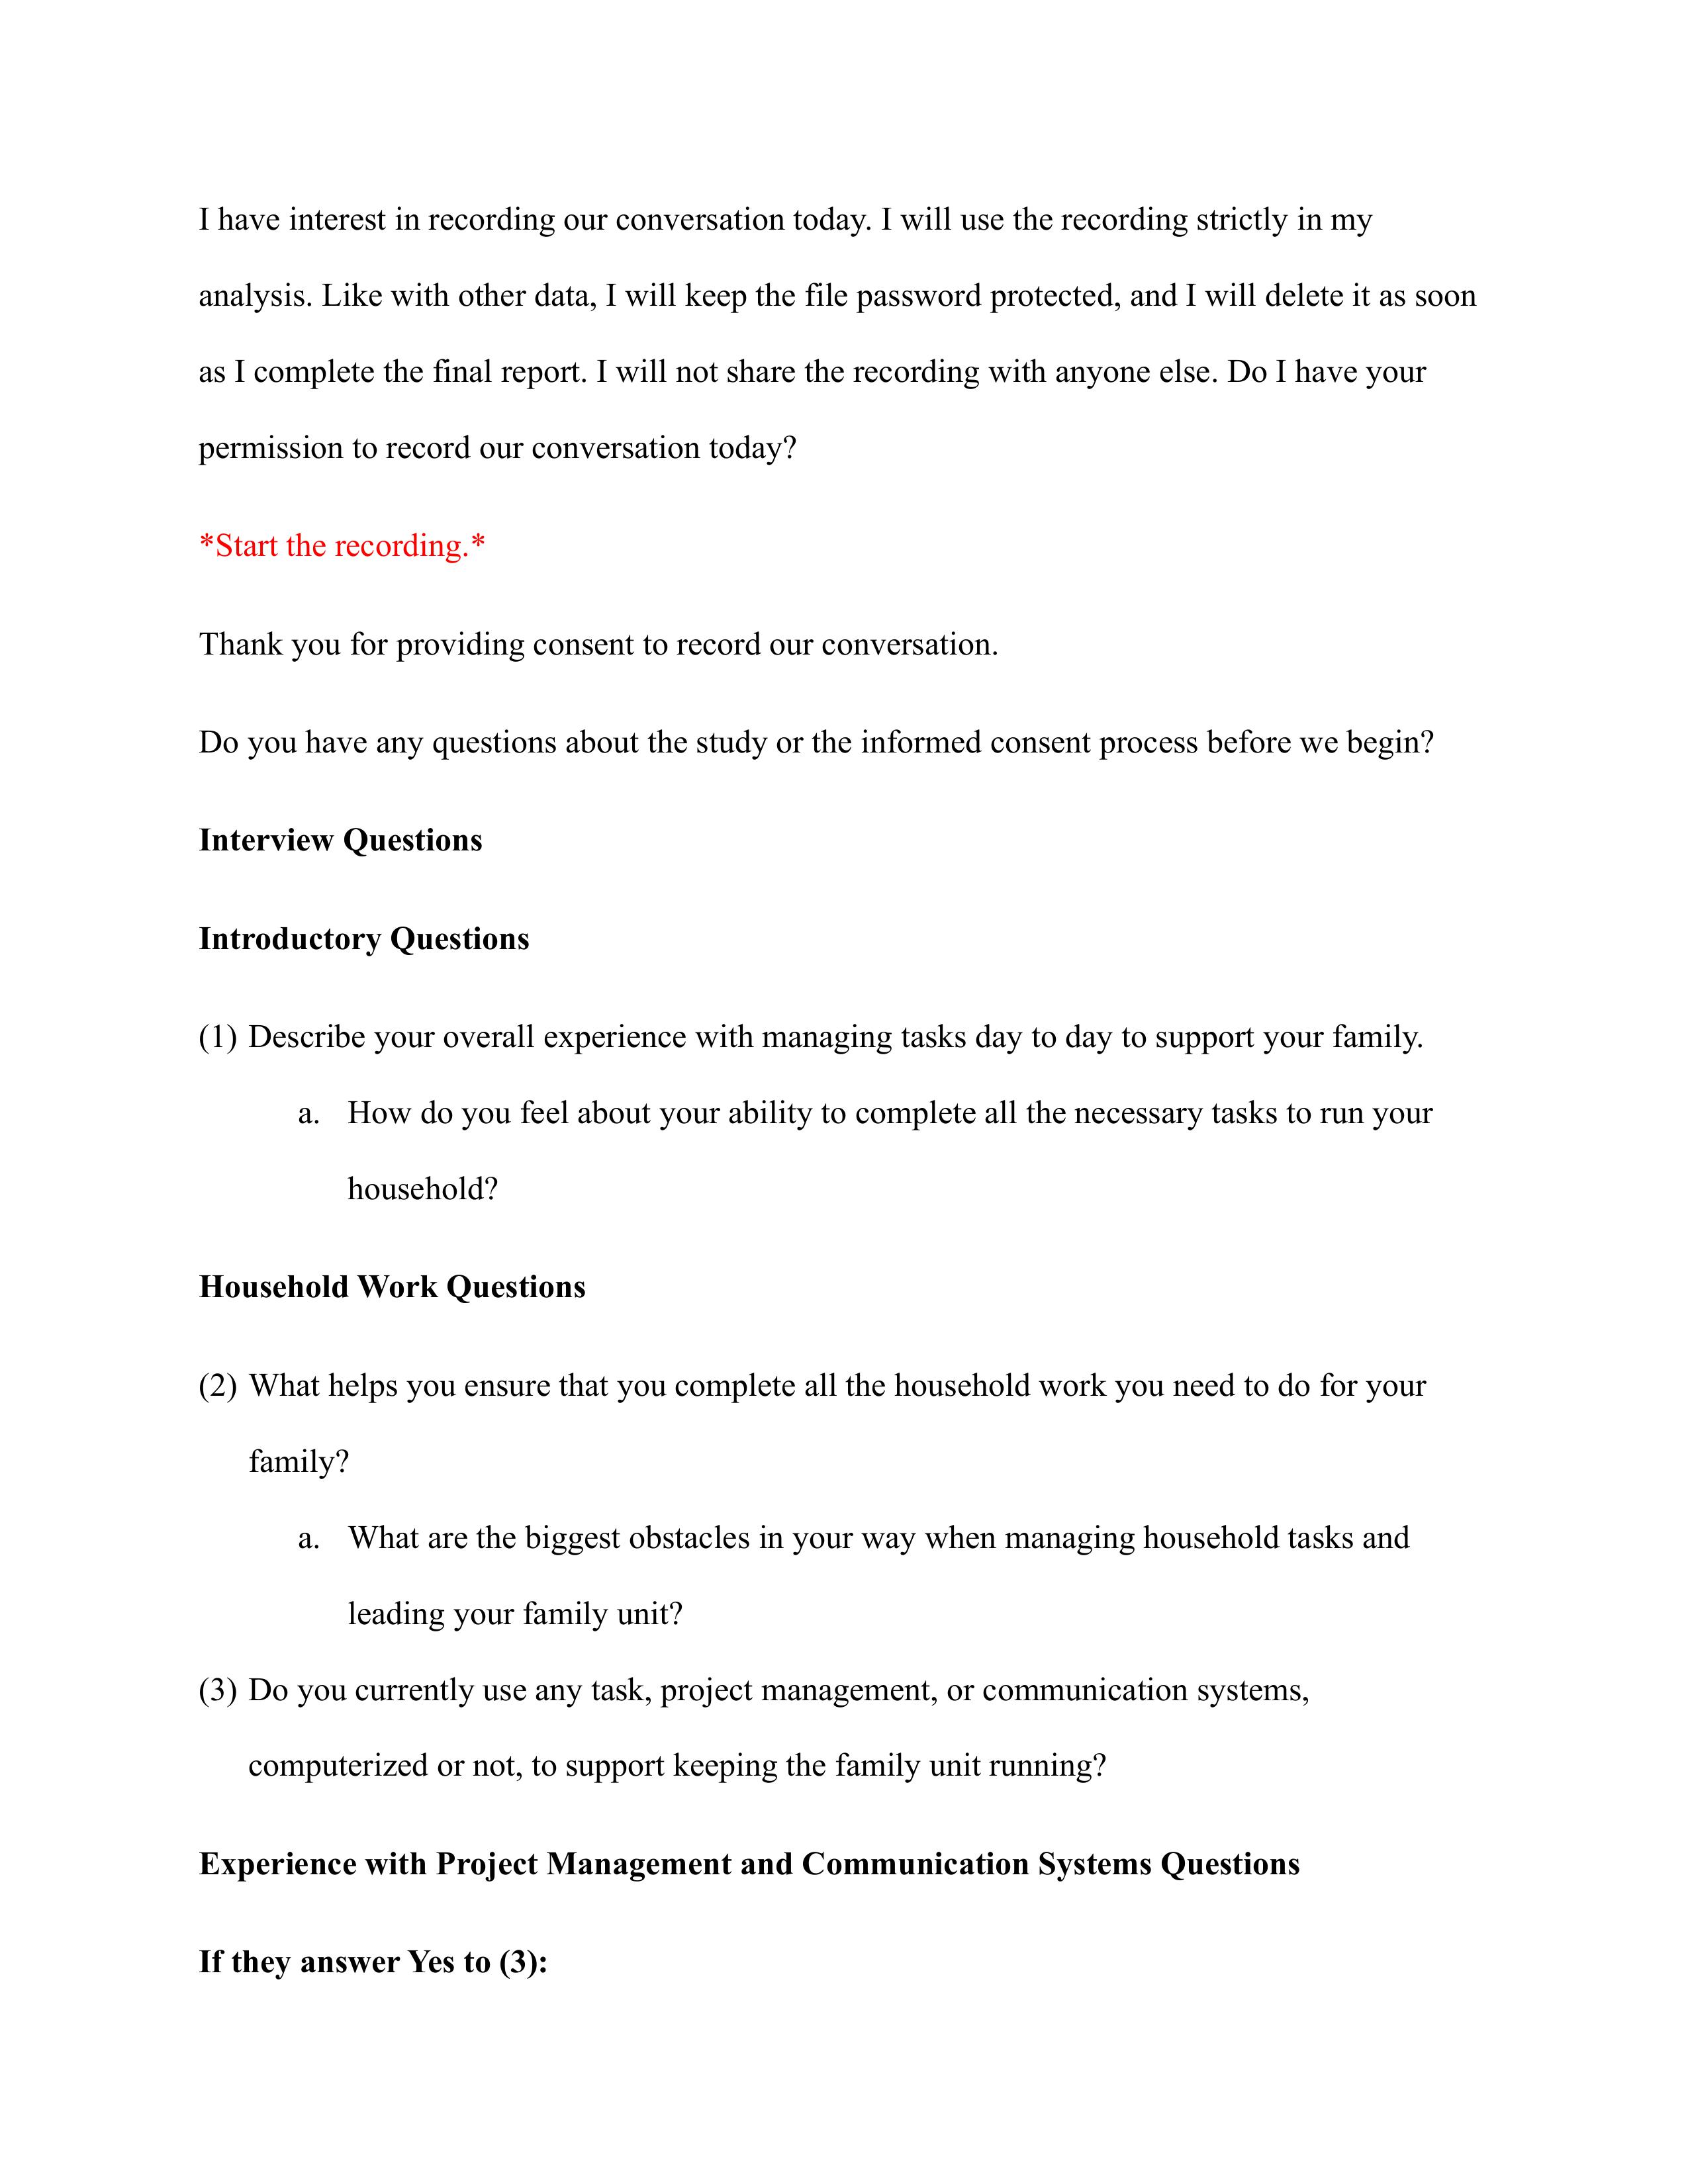 I have interest in recording our conversation today. I will use the recording strictly in my
analysis. Like with other data, I will keep the file password protected, and I will delete it as soon
as I complete the final report. I will not share the recording with anyone else. Do I have your
permission to record our conversation today?
*Start the recording.*
Thank you for providing consent to record our conversation.
Do you have any questions about the study or the informed consent process before we begin?
Interview Questions
Introductory Questions
(1) Describe your overall experience with managing tasks day to day to support your family.
a. How do you feel about your ability to complete all the necessary tasks to run your
household?
Household Work Questions
(2) What helps you ensure that you complete all the household work you need to do for your
family?
a. What are the biggest obstacles in your way when managing household tasks and
leading your family unit?
(3) Do you currently use any task, project management, or communication systems,
computerized or not, to support keeping the family unit running?
Experience with Project Management and Communication Systems Questions
If they answer Yes to (3):